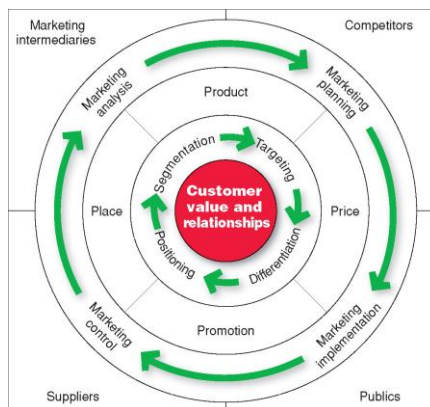 Marketing
intermediaries
Competitors
Marketing
analysis
Marketing
planning
Product
Segmentation
Targeting
Customer
value and
relationships
Place
Price
Positioning
Differentiation
Marketing
control
Marketing
implementation
Promotion
Suppliers
Publics